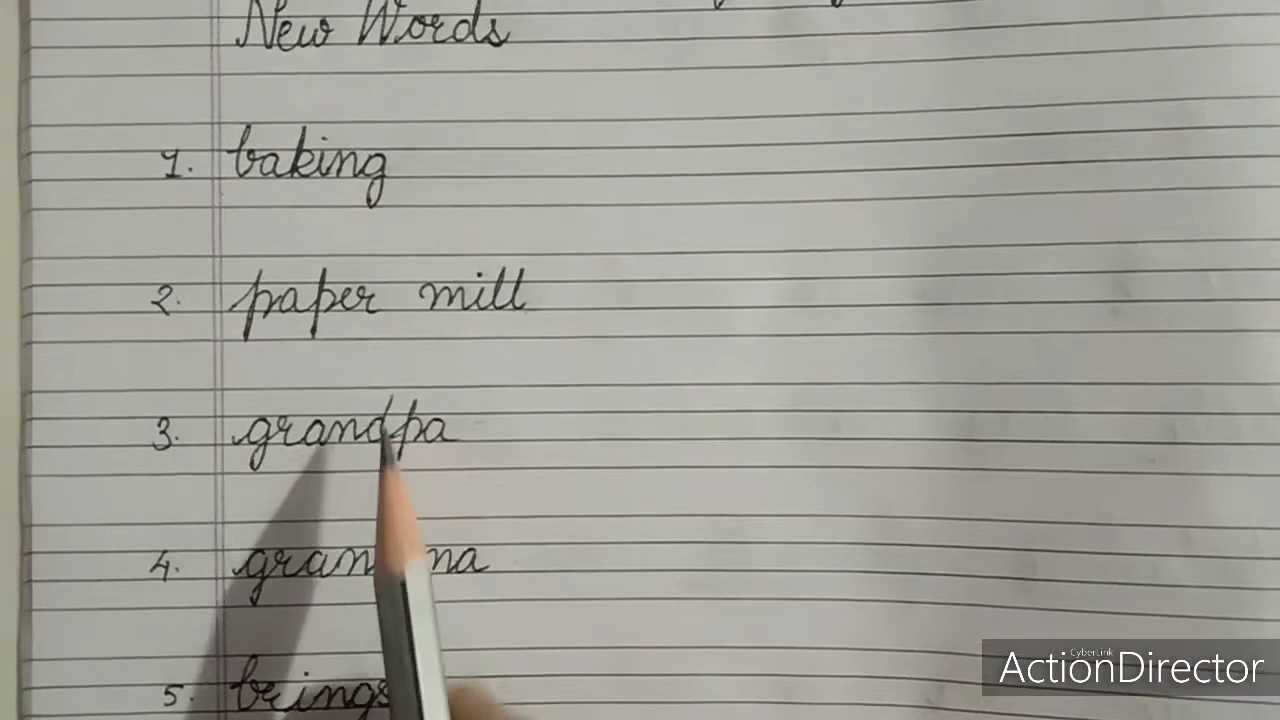 New Words
1. baking
2. paper mill
3. grandpa
4.
5. brings
CyberLink
ActionDirector